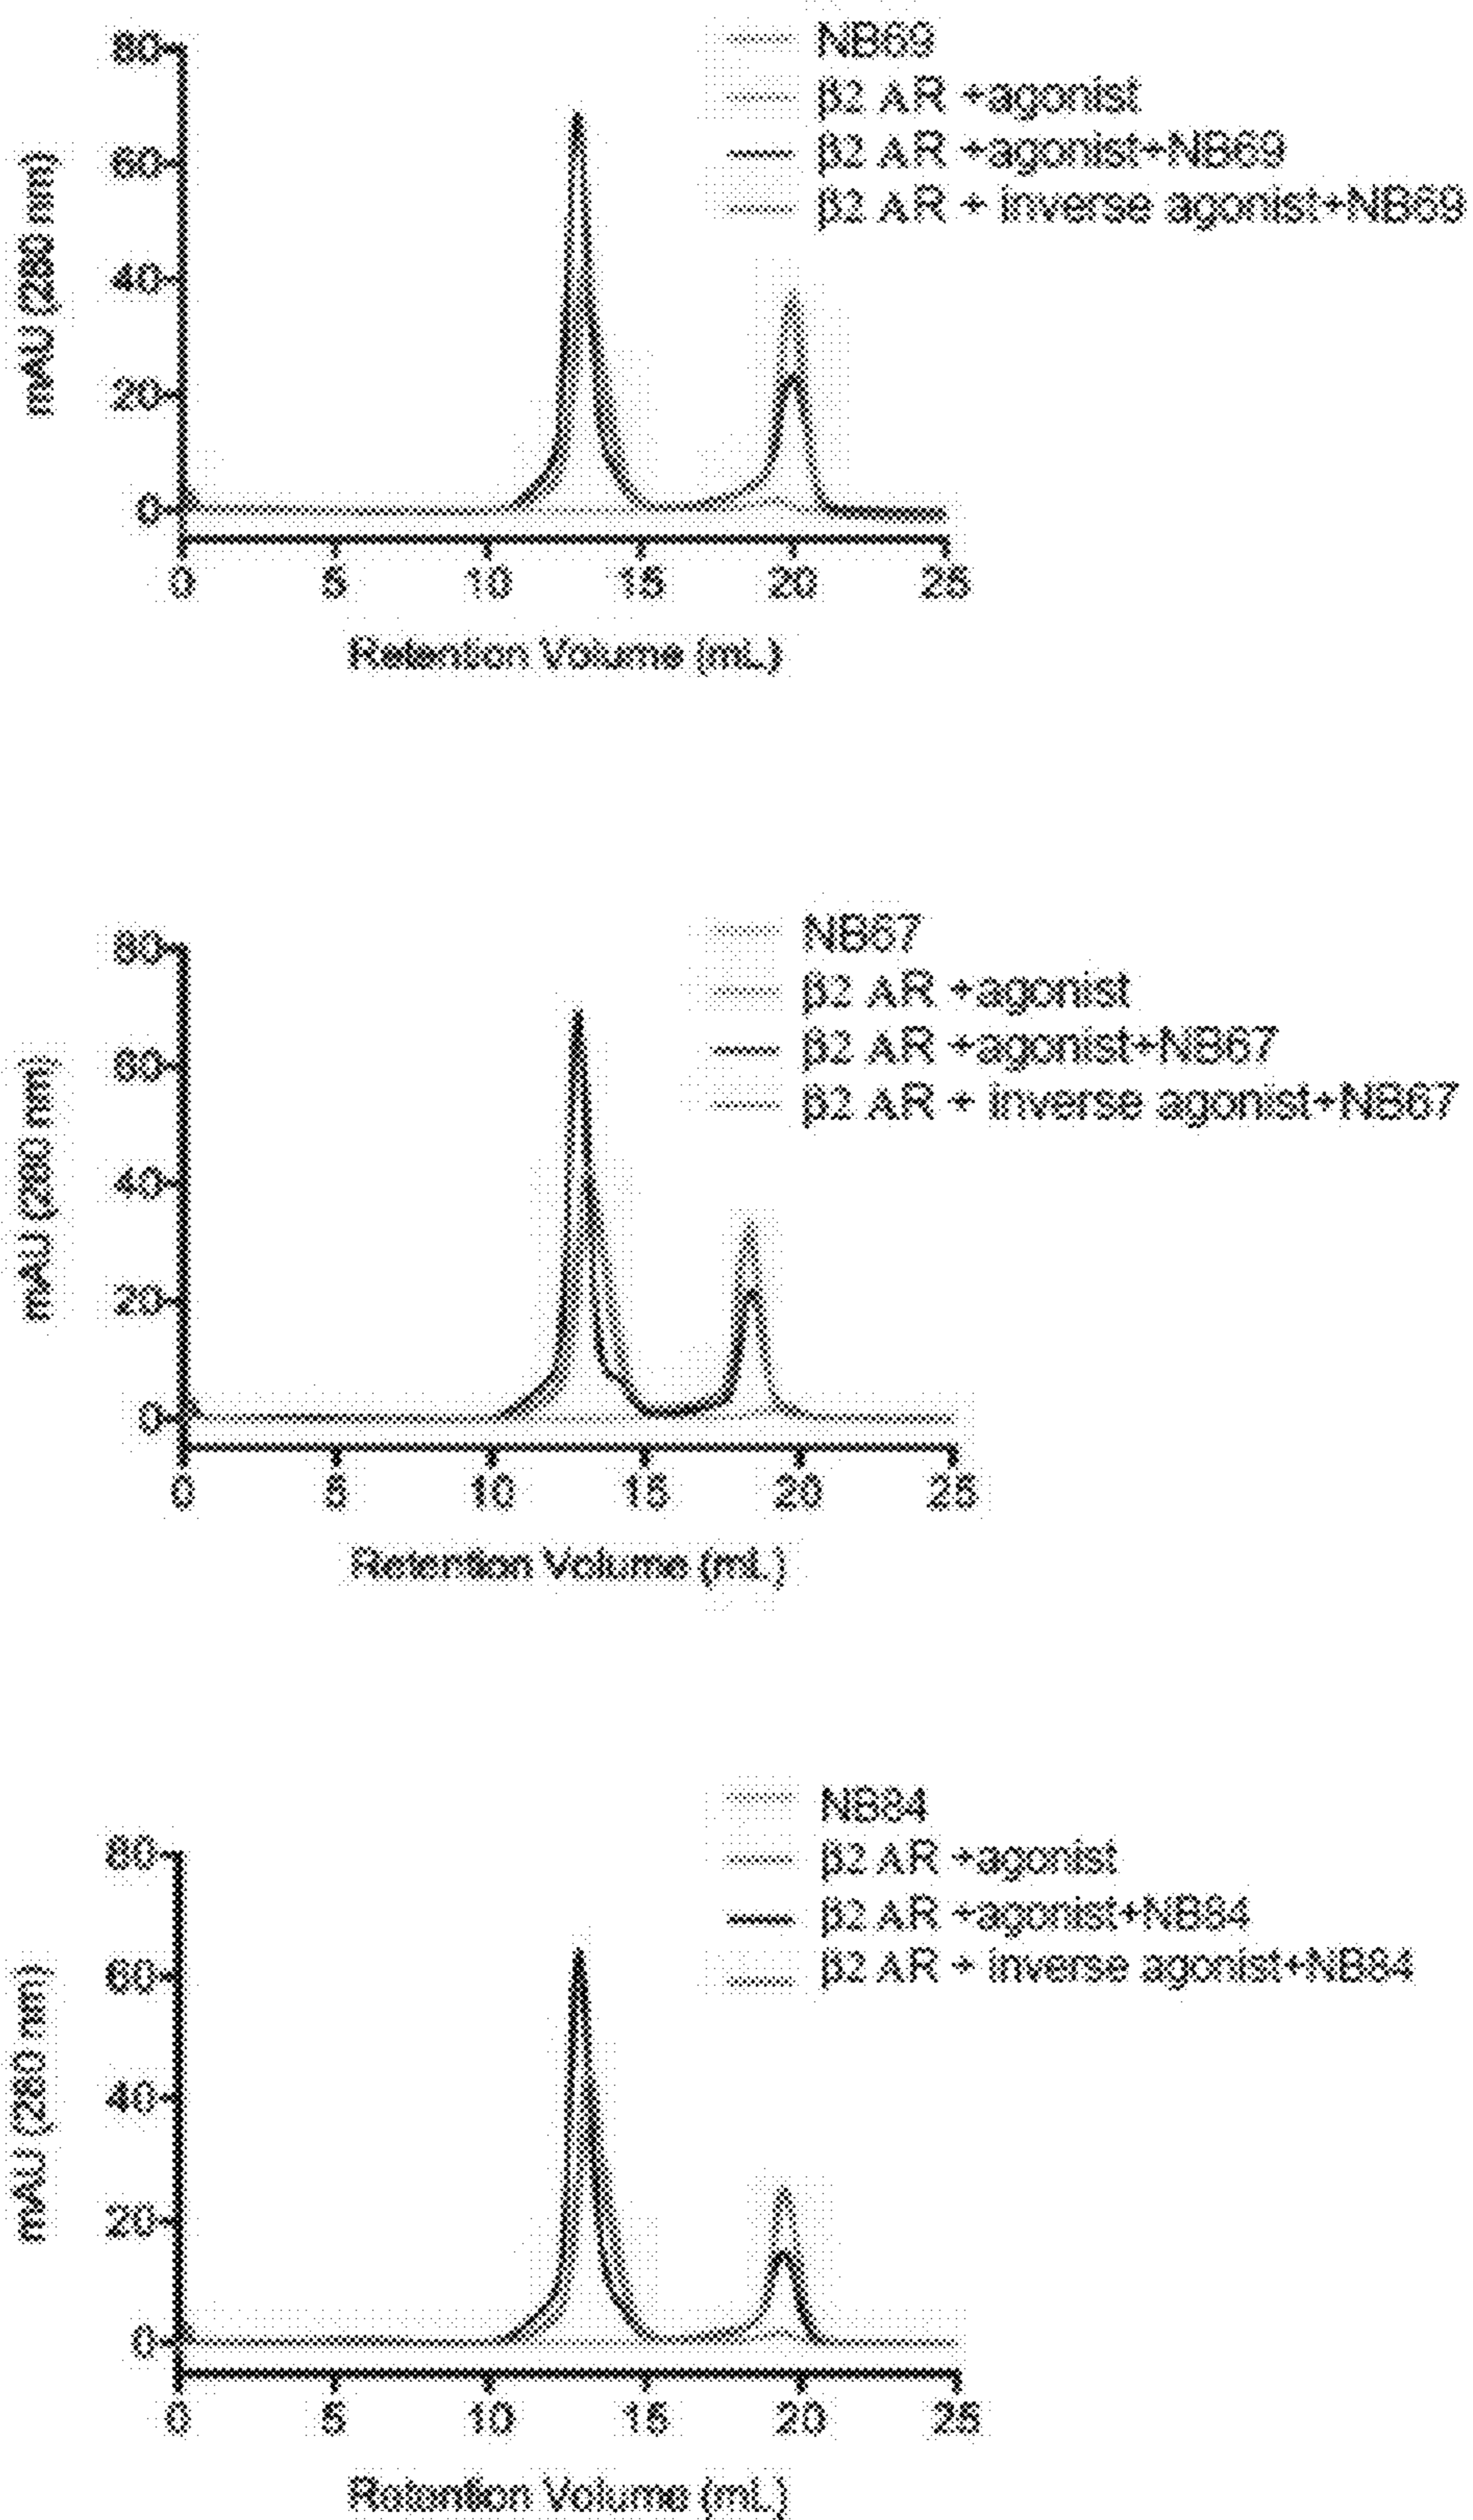 80
60
40
20
0
mAU (280 nm)
0 5 10 15 20 25
Retention Volume (mL)
NB69
β2 AR +agonist
β2 AR +agonist+NB69
β2 AR + inverse agonist+NB69
80
60
40
20
0
mAU (280 nm)
0 5 10 15 20 25
Retention Volume (mL)
NB67
β2 AR +agonist
β2 AR +agonist+NB67
β2 AR + inverse agonist+NB67
80
60
40
20
0
mAU (280 nm)
0 5 10 15 20 25
Retention Volume (mL)
NB84
β2 AR +agonist
β2 AR +agonist+NB84
β2 AR + inverse agonist+NB84